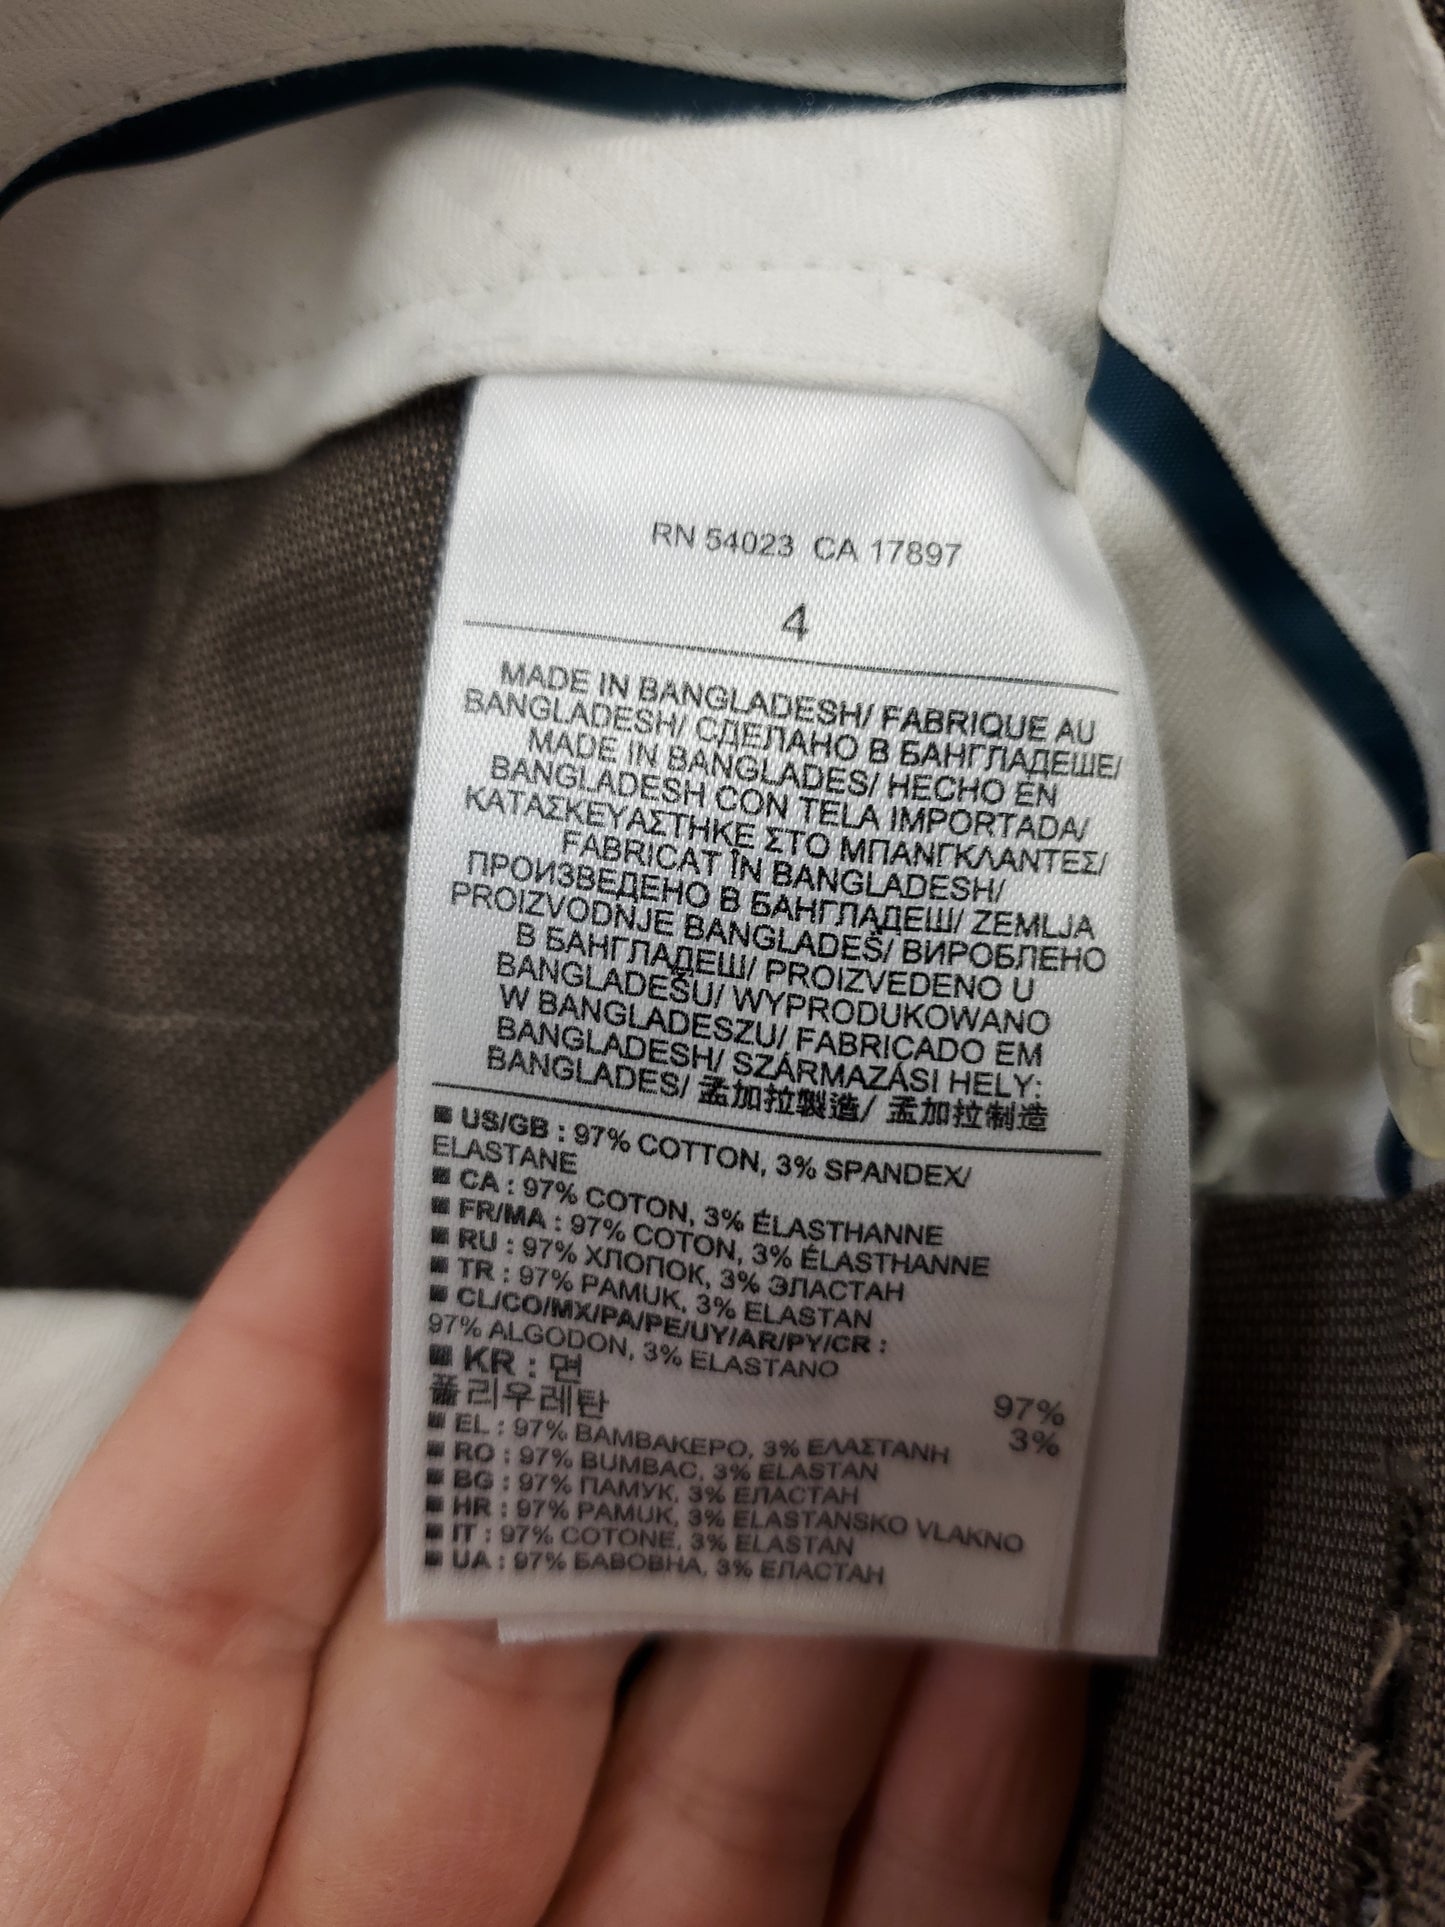 RN 54023 CA 17897
4
MADE IN BANGLADESH/ FABRIQUE AU
BANGLADESH/ СДЕЛАНО В БАНГЛАДЕШЕ/
MADE IN BANGLADES/ HECHO EN
BANGLADESH CON TELA IMPORTADA/
ΚΑΤΑΣΚΕΥΑΣΤΗΚΕ ΣΤΟ ΜΠΑΝΓΚΛΑΝΤΕΣ/
FABRICAT ÎN BANGLADESH/
ПРОИЗВЕДЕНО В БАНГЛАДЕШ/ ZEMLJA
PROIZVODNJE BANGLADEŠ/ ВИРОБЛЕНО
В БАНГЛАДЕШ/ PROIZVEDENO U
BANGLADEŠU/ WYPRODUKOWANO
W BANGLADESZU/ FABRICADO EM
BANGLADESH/ SZÁRMAZÁSI HELY:
BANGLADES/ 孟加拉製造/ 孟加拉制造
■ US/GB : 97% COTTON, 3% SPANDEX/
ELASTANE
■ CA : 97% COTON, 3% ÉLASTHANNE
■ FR/MA : 97% COTON, 3% ÉLASTHANNE
■ RU : 97% ХЛОПОК, 3% ЭЛАСТАН
■ TR : 97% PAMUK, 3% ELASTAN
■ CL/CO/MX/PA/PE/UY/AR/PY/CR :
97% ALGODON, 3% ELASTANO
■ KR : 면 97%
폴리우레탄 3%
■ EL : 97% ΒΑΜΒΑΚΕΡΟ, 3% ΕΛΑΣΤΑΝΗ
■ RO : 97% BUMBAC, 3% ELASTAN
■ BG : 97% ПАМУК, 3% ЕЛАСТАН
■ HR : 97% PAMUK, 3% ELASTANSKO VLAKNO
■ IT : 97% COTONE, 3% ELASTAN
■ UA : 97% БАВОВНА, 3% ЕЛАСТАН